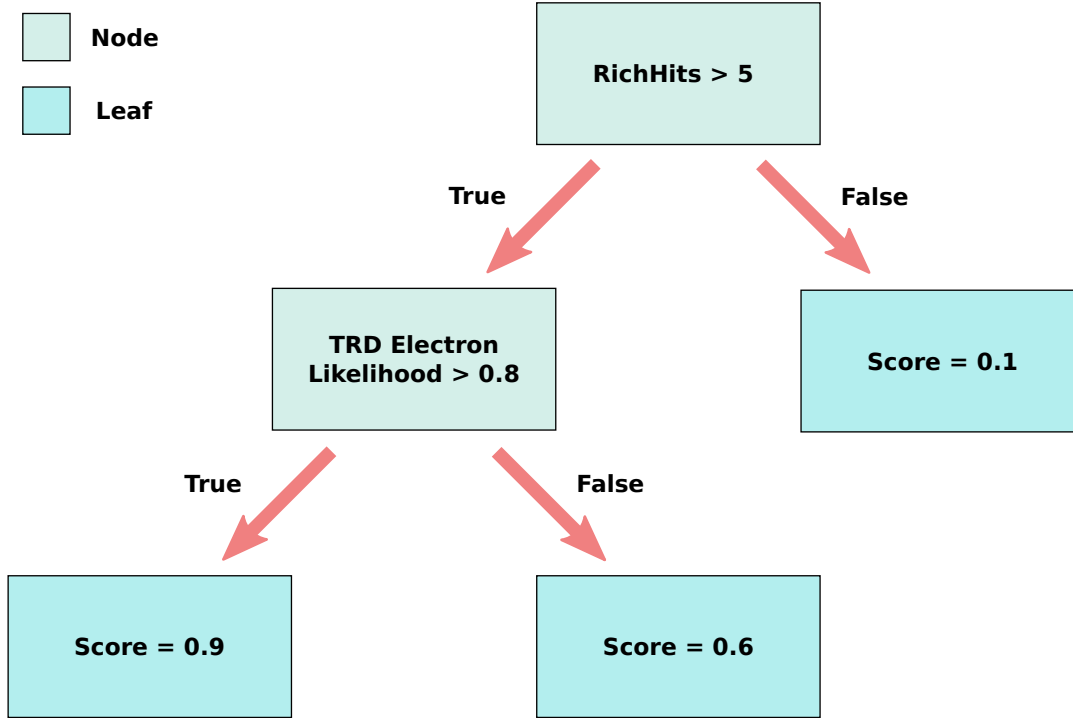 Node
Leaf
RichHits > 5
True
False
TRD Electron
Likelihood > 0.8
Score = 0.1
True
False
Score = 0.9
Score = 0.6